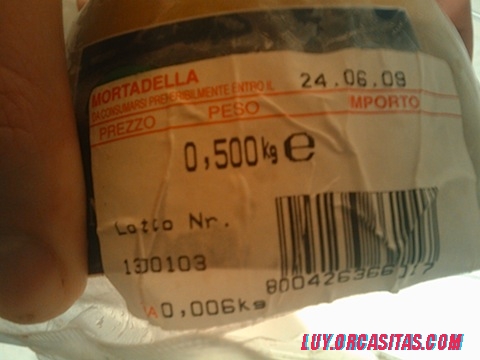 MORTADELLA 24.06.09
DA CONSUMARSI PREFERIBILMENTE ENTRO IL
PREZZO PESO MPORTO
0,500kg e
Lotto Nr.
A 0,006kg
LUY.ORCASITAS.COM